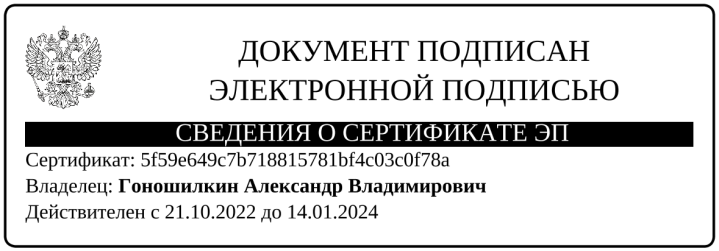 ДОКУМЕНТ ПОДПИСАН
ЭЛЕКТРОННОЙ ПОДПИСЬЮ
СВЕДЕНИЯ О СЕРТИФИКАТЕ ЭП
Сертификат: 5f59e649c7b718815781bf4c03c0f78a
Владелец: Гоношилкин Александр Владимирович
Действителен с 21.10.2022 до 14.01.2024